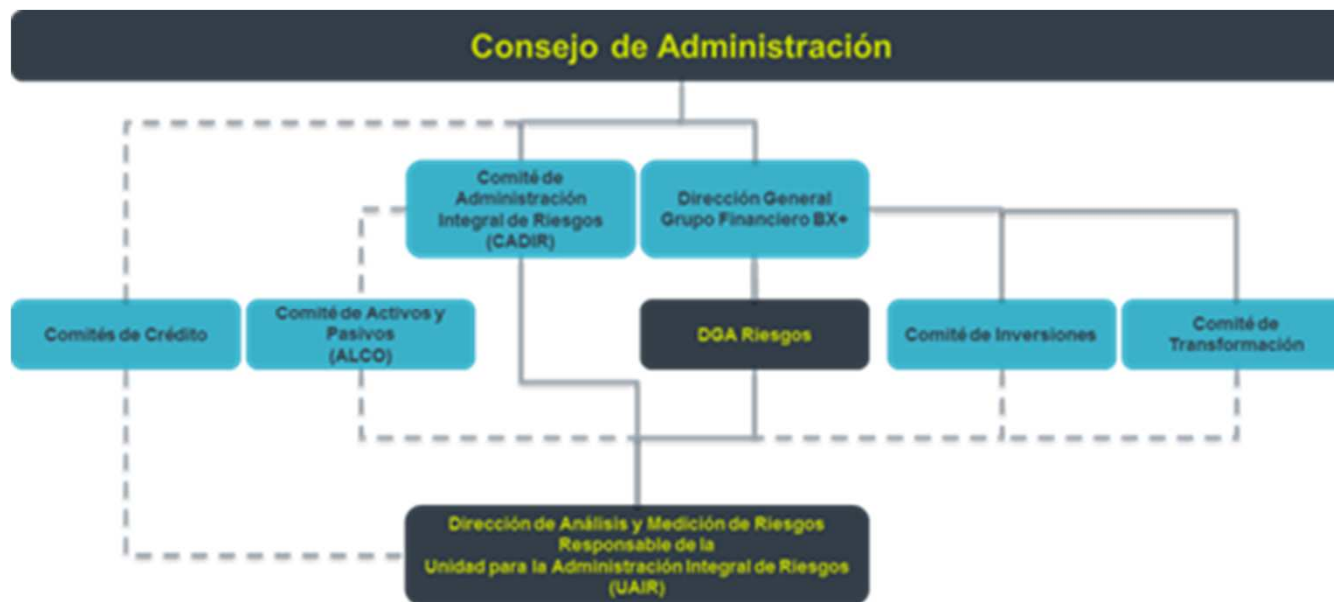 Consejo de Administración
Comité de
Administración
Integral de Riesgos
(CADIR)
Dirección General
Grupo Financiero BX+
Comités de Crédito
Comité de Activos y
Pasivos
(ALCO)
DGA Riesgos
Comité de Inversiones
Comité de
Transformación
Dirección de Análisis y Medición de Riesgos
Responsable de la
Unidad para la Administración Integral de Riesgos
(UAIR)